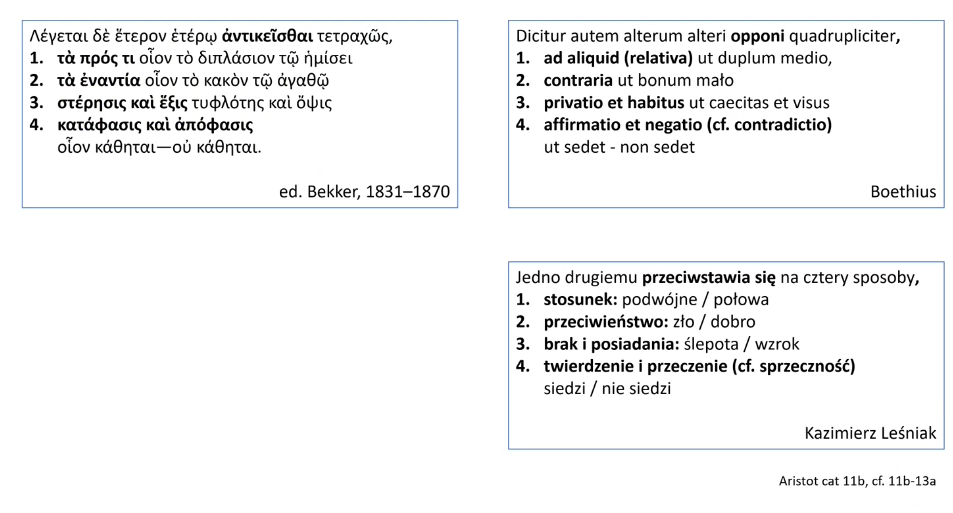 Λέγεται δὲ ἕτερον ἑτέρῳ ἀντικεῖσθαι τετραχῶς,
1. τὰ πρός τι οἷον τὸ διπλάσιον τῷ ἡμίσει
2. τὰ ἐναντία οἷον τὸ κακὸν τῷ ἀγαθῷ
3. στέρησις καὶ ἕξις τυφλότης καὶ ὄψις
4. κατάφασις καὶ ἀπόφασις
οἷον κάθηται—οὐ κάθηται.
ed. Bekker, 1831–1870
Dicitur autem alterum alteri opponi quadrupliciter,
1. ad aliquid (relativa) ut duplum medio,
2. contraria ut bonum mało
3. privatio et habitus ut caecitas et visus
4. affirmatio et negatio (cf. contradictio)
ut sedet - non sedet
Boethius
Jedno drugiemu przeciwstawia się na cztery sposoby,
1. stosunek: podwójne / połowa
2. przeciwieństwo: zło / dobro
3. brak i posiadania: ślepota / wzrok
4. twierdzenie i przeczenie (cf. sprzeczność)
siedzi / nie siedzi
Kazimierz Leśniak
Aristot cat 11b, cf. 11b-13a